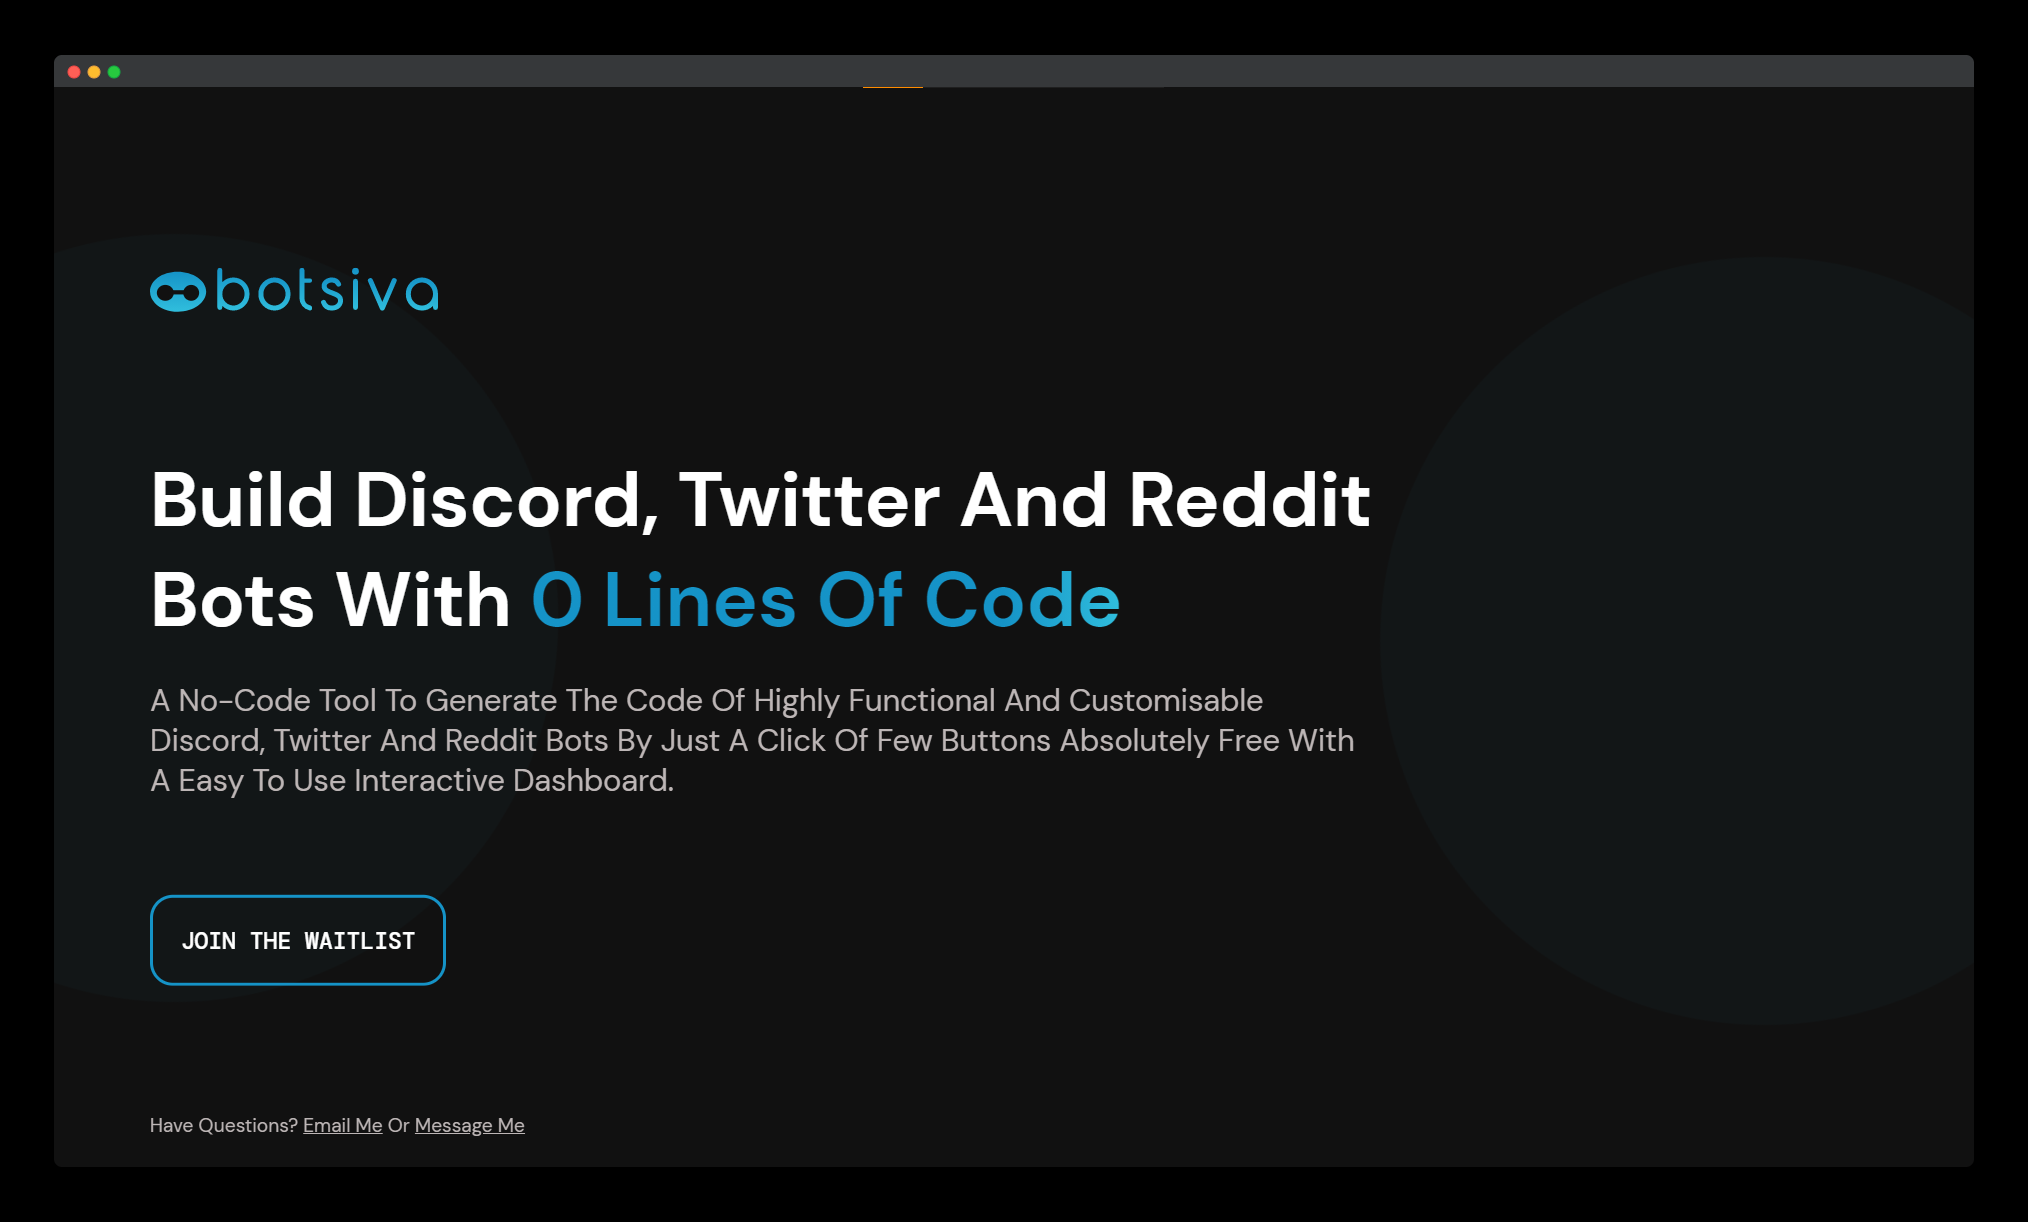 botsiva
Build Discord, Twitter And Reddit
Bots With 0 Lines Of Code
A No-Code Tool To Generate The Code Of Highly Functional And Customisable
Discord, Twitter And Reddit Bots By Just A Click Of Few Buttons Absolutely Free With
A Easy To Use Interactive Dashboard.
JOIN THE WAITLIST
Have Questions? Email Me Or Message Me